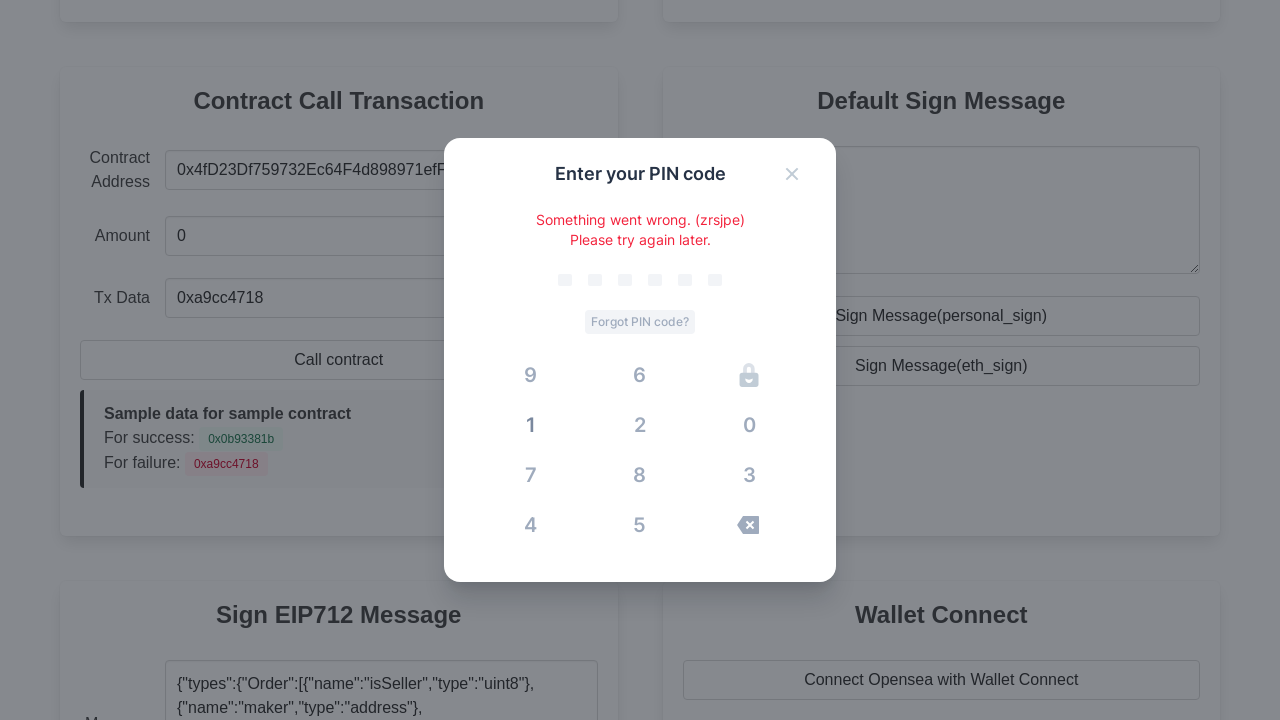 Contract Call Transaction
Default Sign Message
Contract
Address
0x4fD23Df759732Ec64F4d898971ef
Amount
0
Tx Data
0xa9cc4718
Call contract
Sample data for sample contract
For success: 0x0b93381b
For failure: 0xa9cc4718
Enter your PIN code
Something went wrong. (zrsjpe)
Please try again later.
Forgot PIN code?
9 6
1 2 0
7 8 3
4 5
Sign Message(personal_sign)
Sign Message(eth_sign)
Sign EIP712 Message
{"types":{"Order":[{"name":"isSeller","type":"uint8"},
{"name":"maker","type":"address"},
Wallet Connect
Connect Opensea with Wallet Connect